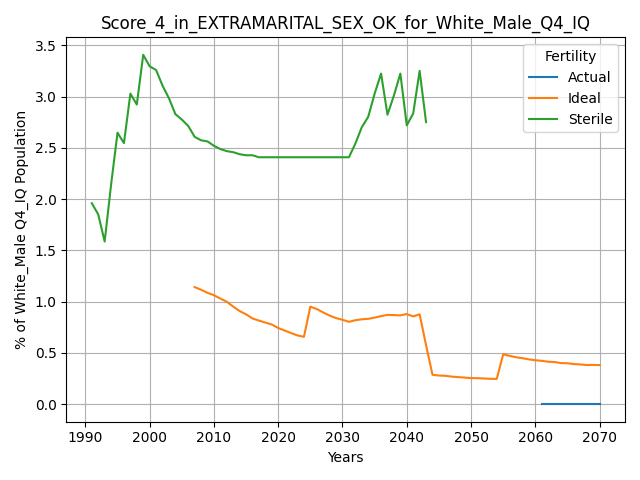 Score_4_in_EXTRAMARITAL_SEX_OK_for_White_Male_Q4_IQ
% of White_Male Q4_IQ Population
3.5
3.0
2.5
2.0
1.5
1.0
0.5
0.0
Fertility
Actual
Ideal
Sterile
1990 2000 2010 2020 2030 2040 2050 2060 2070
Years